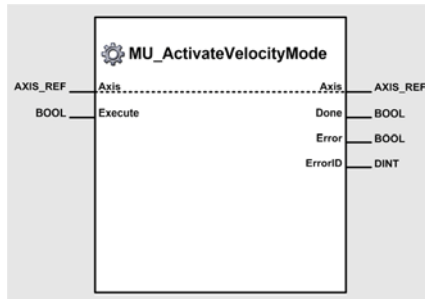 MU_ActivateVelocityMode
AXIS_REF Axis Axis AXIS_REF
BOOL Execute Done BOOL
Error BOOL
ErrorID DINT